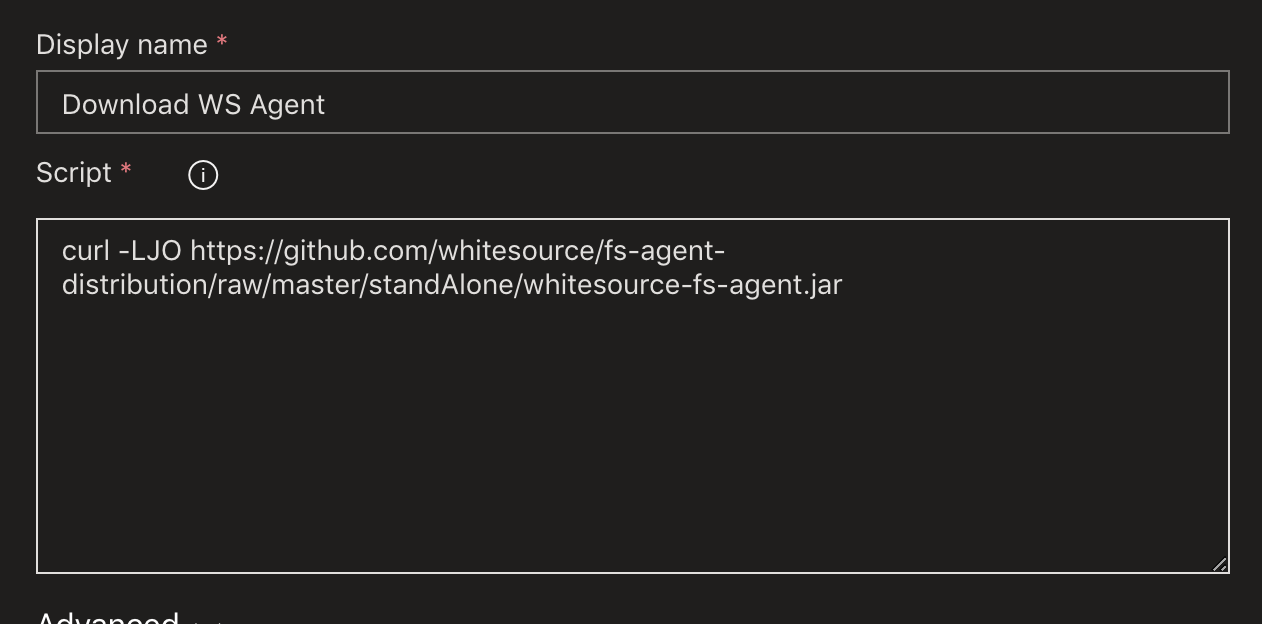 Display name *
Download WS Agent
Script * i
curl -LJO https://github.com/whitesource/fs-agent-
distribution/raw/master/standAlone/whitesource-fs-agent.jar
Advanced